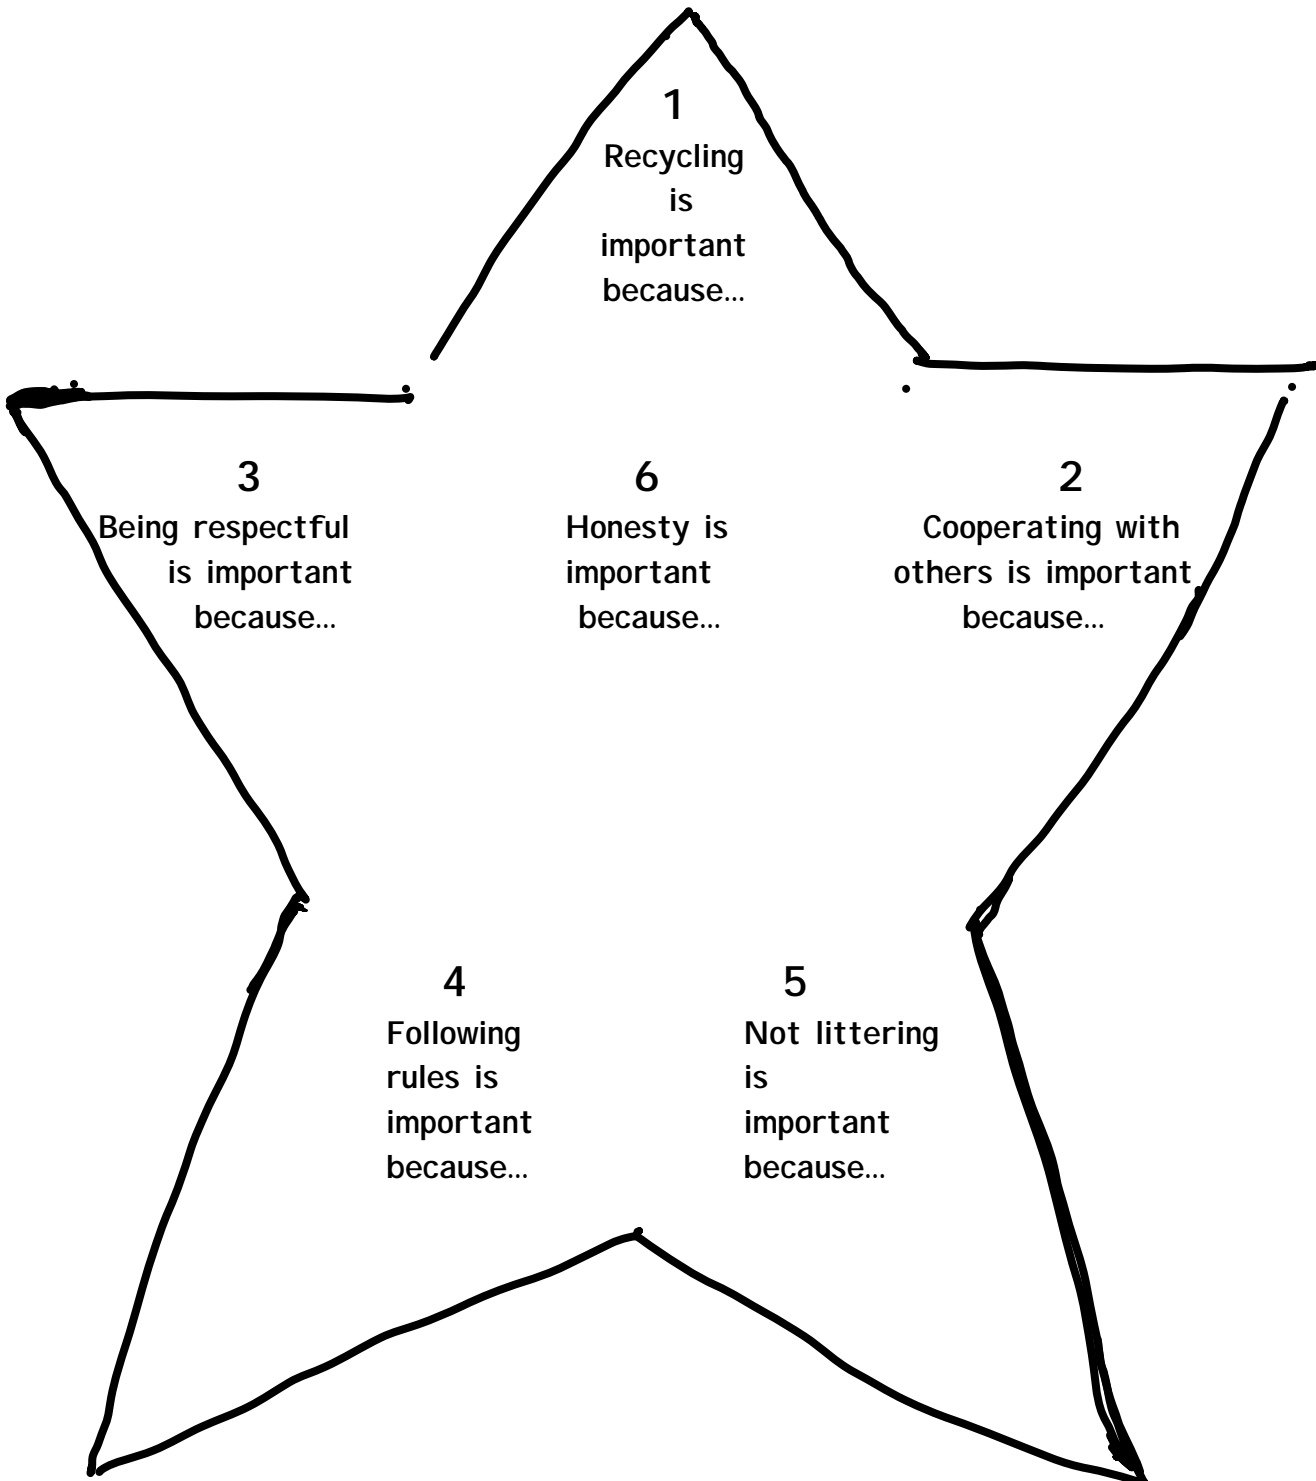 1
Recycling
is
important
because...
3
Being respectful
is important
because...
6
Honesty is
important
because...
2
Cooperating with
others is important
because...
4
Following
rules is
important
because...
5
Not littering
is
important
because...